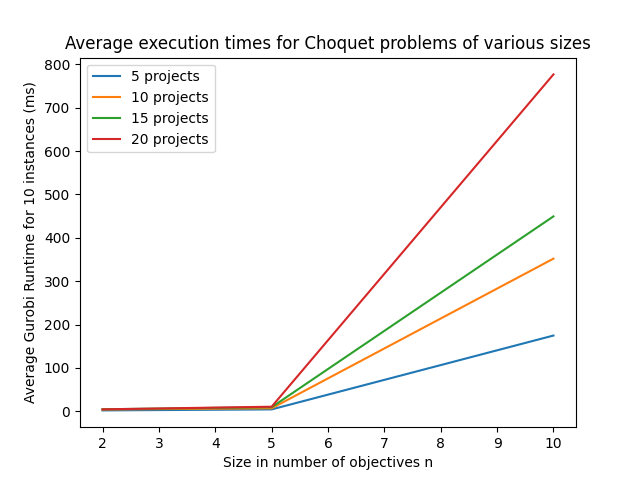 Average execution times for Choquet problems of various sizes
5 projects
10 projects
15 projects
20 projects
Average Gurobi Runtime for 10 instances (ms)
800
700
600
500
400
300
200
100
0
2 3 4 5 6 7 8 9 10
Size in number of objectives n